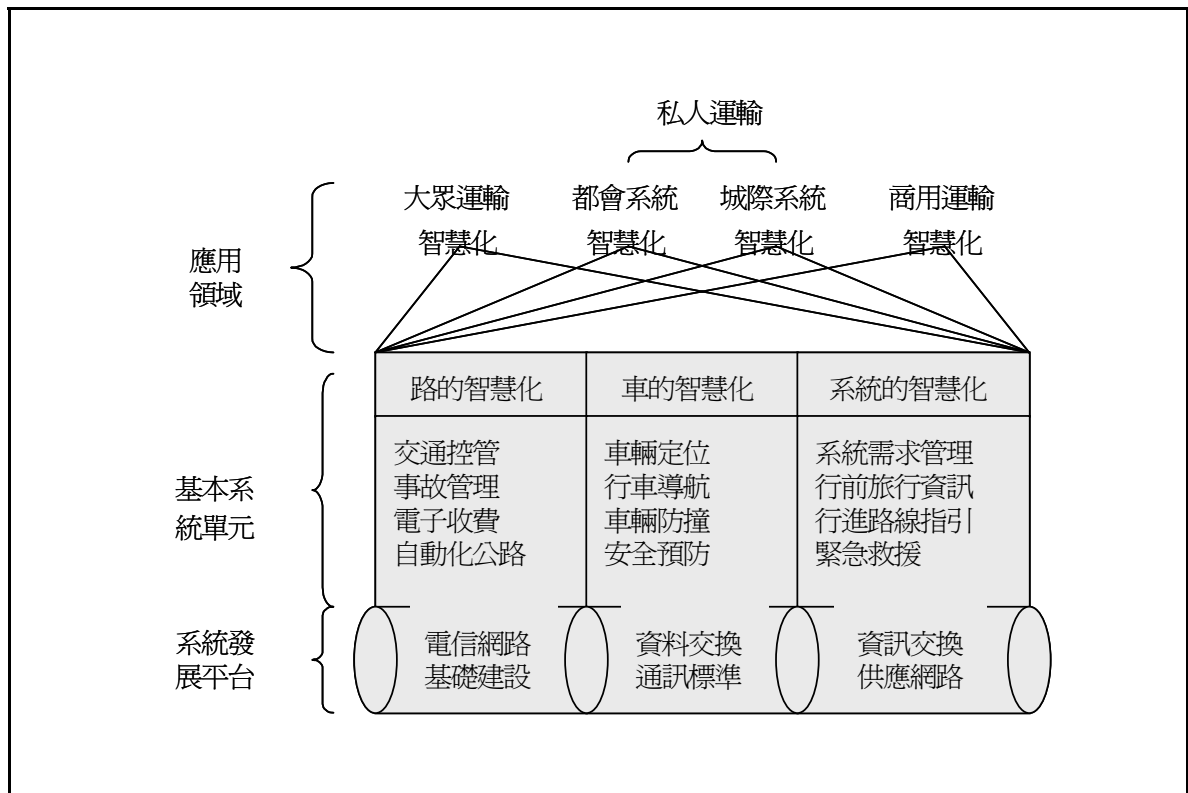 私人運輸
大眾運輸 都會系統 城際系統 商用運輸
智慧化 智慧化 智慧化 智慧化
應用
領域
路的智慧化 車的智慧化 系統的智慧化
交通控管 車輛定位 系統需求管理
事故管理 行車導航 行前旅行資訊
電子收費 車輛防撞 行進路線指引
自動化公路 安全預防 緊急救援
基本系
統單元
系統發
展平台
電信網路 資料交換 資訊交換
基礎建設 通訊標準 供應網路